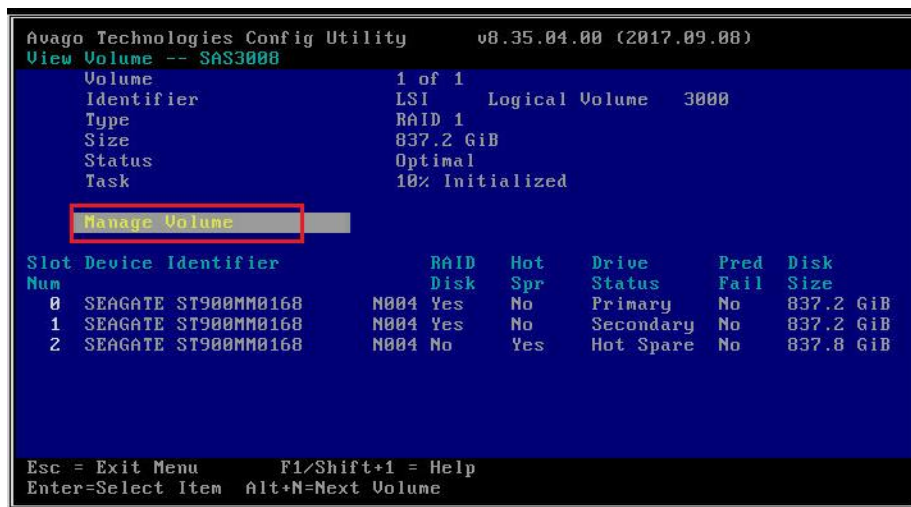 Avago Technologies Config Utility v8.35.04.00 (2017.09.08)
View Volume -- SAS3008
Volume 1 of 1
Identifier LSI Logical Volume 3000
Type RAID 1
Size 837.2 GiB
Status Optimal
Task 10% Initialized
Manage Volume
Slot Device Identifier RAID Hot Drive Pred Disk
Num Disk Spr Status Fail Size
0 SEAGATE ST900MM0168 N004 Yes No Primary No 837.2 GiB
1 SEAGATE ST900MM0168 N004 Yes No Secondary No 837.2 GiB
2 SEAGATE ST900MM0168 N004 No Yes Hot Spare No 837.8 GiB
Esc = Exit Menu F1/Shift+1 = Help
Enter=Select Item Alt+N=Next Volume